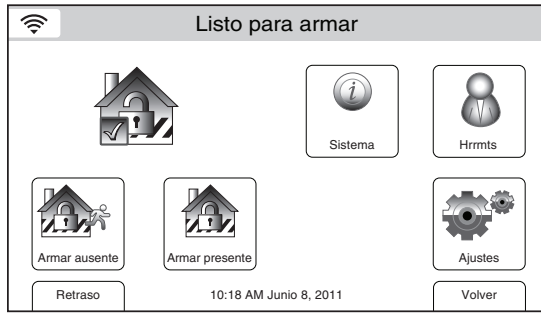 Listo para armar
Sistema
Hrrmts
Armar ausente
Armar presente
Ajustes
Retraso
10:18 AM Junio 8, 2011
Volver